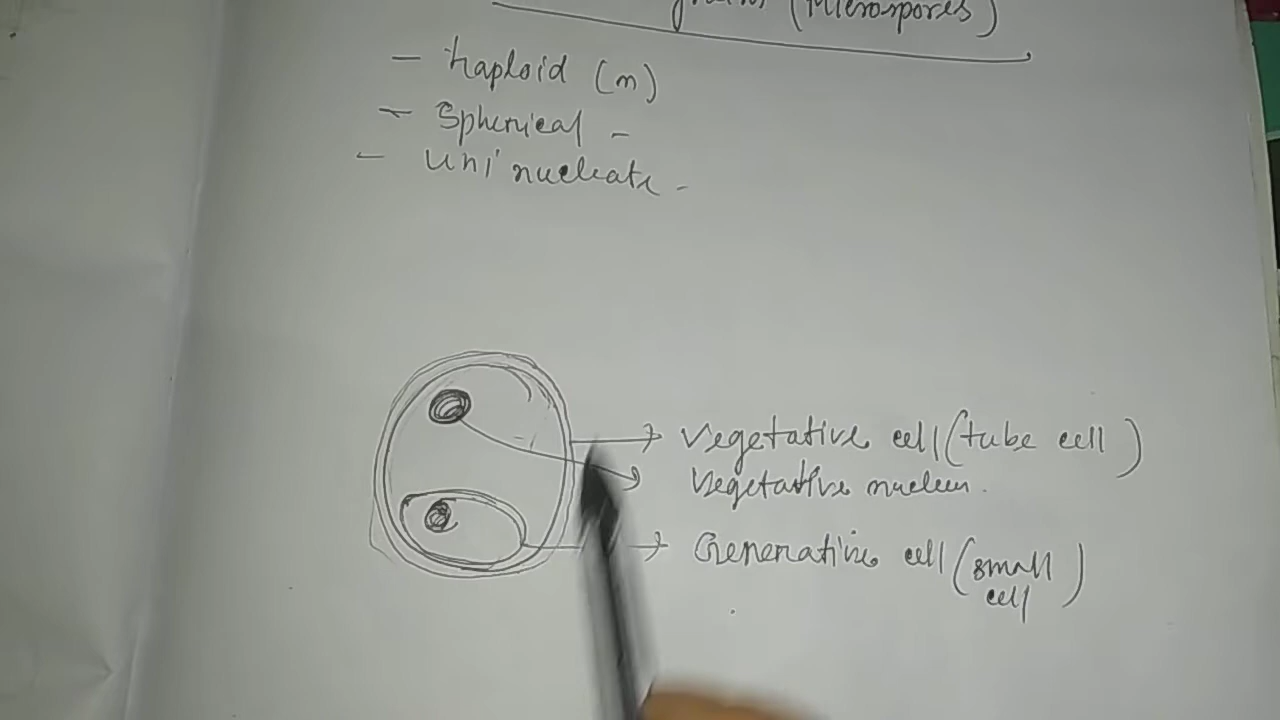 (Microspores)
- haploid (n)
- Spherical -
- Uni nucleate -
→ Vegetative cell (tube cell)
Vegetative nucleus.
→ Generative cell (small
cell)